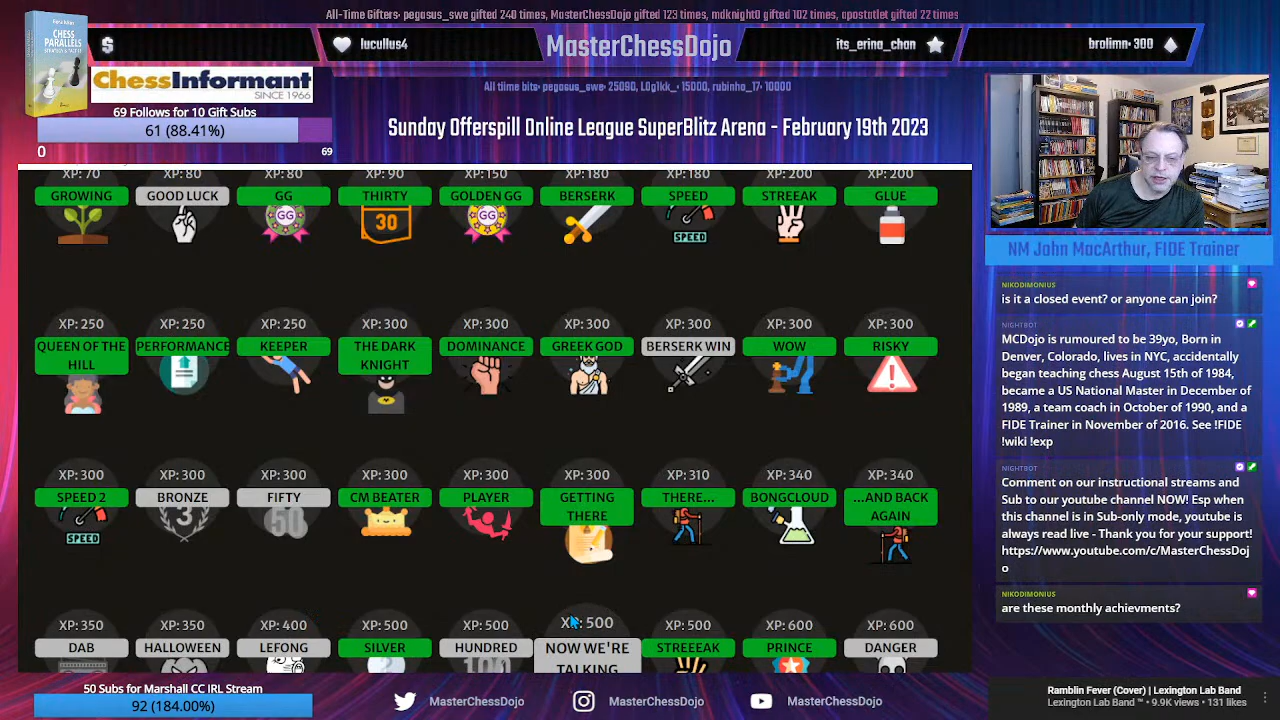 All-Time Gifters• pegasus_swe gifted 240 times, MasterChessDojo gifted 123 times, mdknight0 gifted 102 times, apostatlet gifted 22 times
CHESS PARALLELS
lucullus4
MasterChessDojo
its_erina_chan
brolimn• 300
ChessInformant
SINCE 1966
All time bits• pegasus_swe• 25090, L0g1kk_• 15000, rubinho_17• 10000
69 Follows for 10 Gift Subs
61 (88.41%)
0
69
Sunday Offerspill Online League SuperBlitz Arena - February 19th 2023
XP: 70 XP: 80 XP: 80 XP: 90 XP: 150 XP: 180 XP: 180 XP: 200 XP: 200
GROWING GOOD LUCK GG THIRTY GOLDEN GG BERSERK SPEED STREEAK GLUE
GG 30 GG
SPEED
XP: 250 XP: 250 XP: 250 XP: 300 XP: 300 XP: 300 XP: 300 XP: 300 XP: 300
QUEEN OF THE HILL PERFORMANCE KEEPER THE DARK KNIGHT DOMINANCE GREEK GOD BERSERK WIN WOW RISKY
XP: 300 XP: 300 XP: 300 XP: 300 XP: 300 XP: 300 XP: 310 XP: 340 XP: 340
SPEED 2 BRONZE FIFTY CM BEATER PLAYER GETTING THERE THERE... BONGCLOUD ...AND BACK AGAIN
SPEED 3 50
XP: 350 XP: 350 XP: 400 XP: 500 XP: 500 XP: 500 XP: 500 XP: 600 XP: 600
DAB HALLOWEEN LEFONG SILVER HUNDRED NOW WE'RE TALKING STREEEAK PRINCE DANGER
NM John MacArthur, FIDE Trainer
NIKODIMONIUS
is it a closed event? or anyone can join?
NIGHTBOT
MCDojo is rumoured to be 39yo, Born in
Denver, Colorado, lives in NYC, accidentally
began teaching chess August 15th of 1984,
became a US National Master in December of
1989, a team coach in October of 1990, and a
FIDE Trainer in November of 2016. See !FIDE
!wiki !exp
NIGHTBOT
Comment on our instructional streams and
Sub to our youtube channel NOW! Esp when
this channel is in Sub-only mode, youtube is
always read live - Thank you for your support!
https://www.youtube.com/c/MasterChessDoj
o
NIKODIMONIUS
are these monthly achievments?
50 Subs for Marshall CC IRL Stream
92 (184.00%)
MasterChessDojo
MasterChessDojo
MasterChessDojo
Ramblin Fever (Cover) | Lexington Lab Band
Lexington Lab Band ™ • 9.9K views • 131 likes